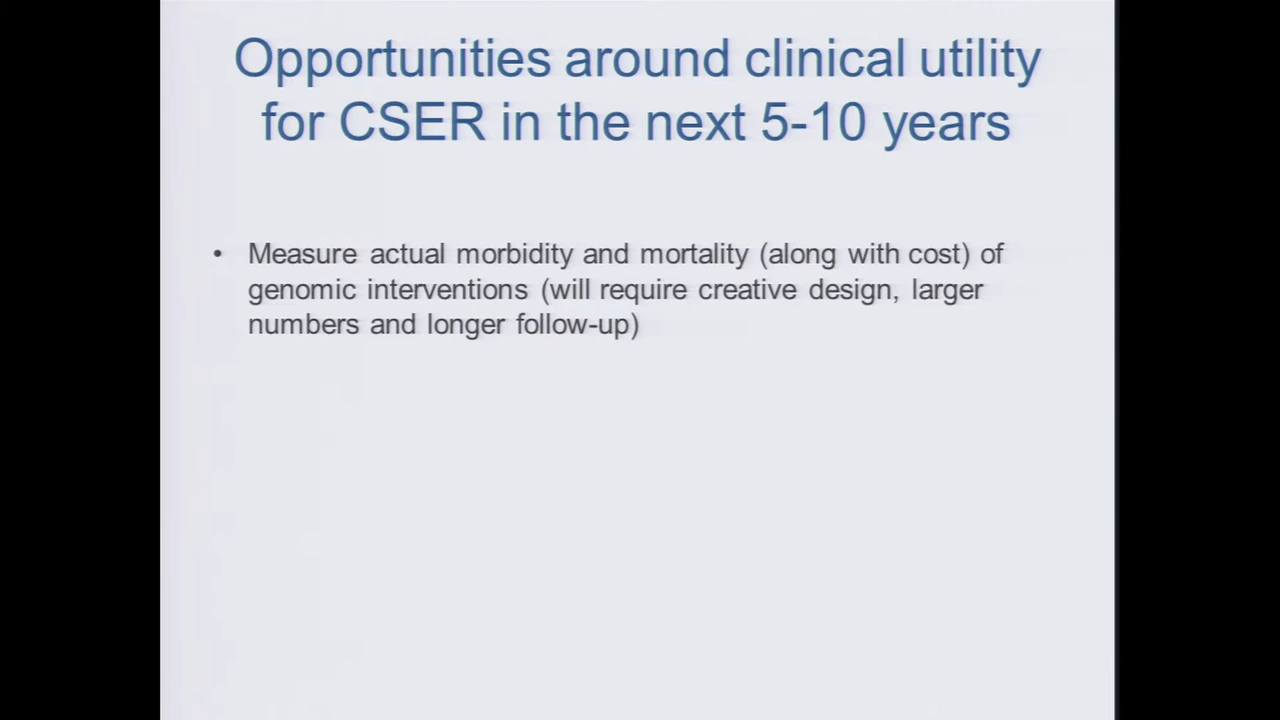 Opportunities around clinical utility
for CSER in the next 5-10 years
• Measure actual morbidity and mortality (along with cost) of
genomic interventions (will require creative design, larger
numbers and longer follow-up)